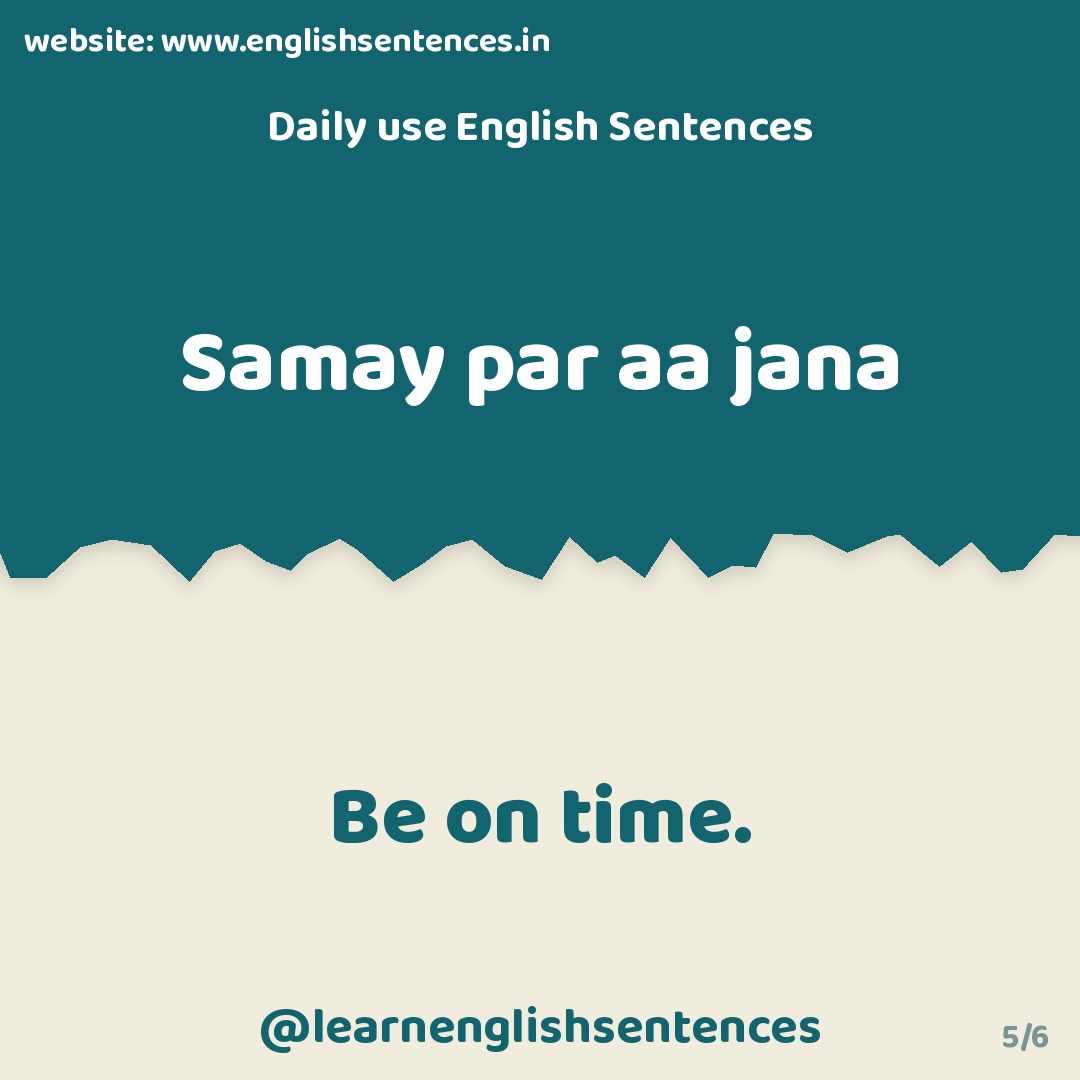 website: www.englishsentences.in
Daily use English Sentences
Samay par aa jana
Be on time.
@learnenglishsentences
5/6